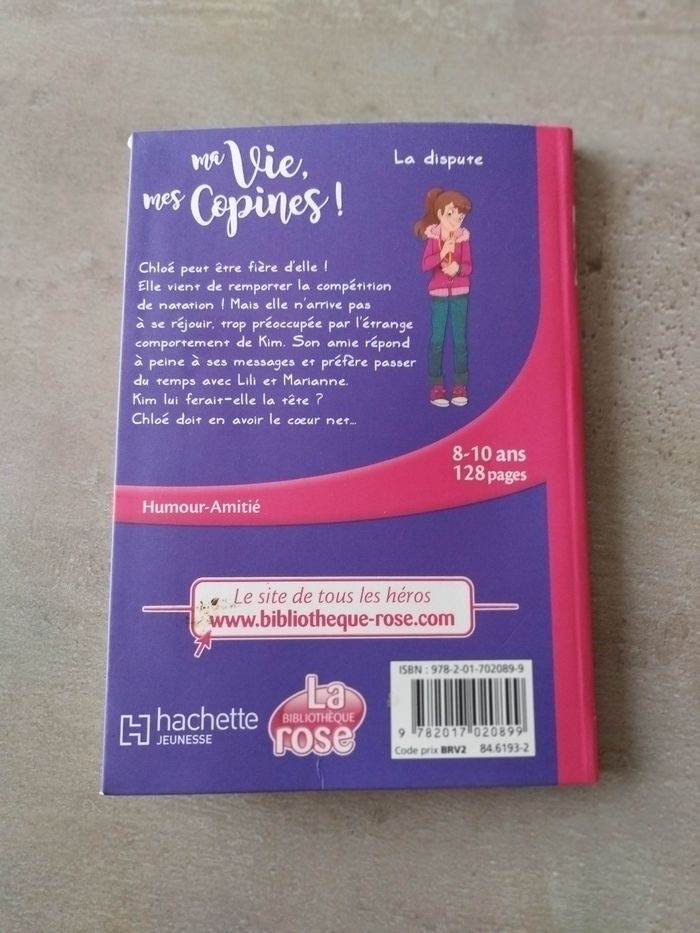 ma Vie,
mes Copines !
La dispute
Chloé peut être fière d'elle !
Elle vient de remporter la compétition
de natation ! Mais elle n'arrive pas
à se réjouir, trop préoccupée par l'étrange
comportement de Kim. Son amie répond
à peine à ses messages et préfère passer
du temps avec Lili et Marianne.
Kim lui ferait-elle la tête ?
Chloé doit en avoir le cœur net...
8-10 ans
128 pages
Humour-Amitié
Le site de tous les héros
www.bibliotheque-rose.com
hachette
JEUNESSE
La
BIBLIOTHÈQUE
rose
ISBN : 978-2-01-702089-9
9 782017 020899
Code prix BRV2 84.6193-2